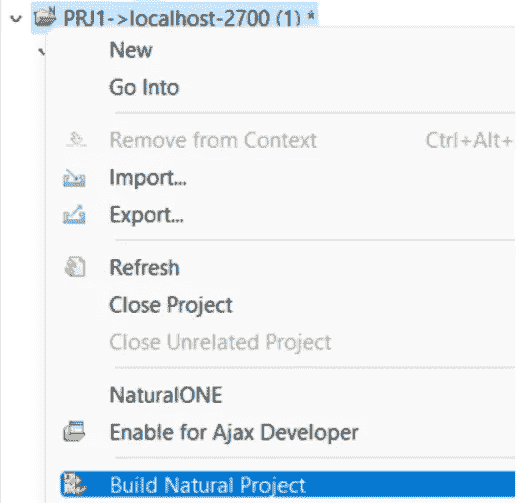 PRJ1->localhost-2700 (1) *
New
Go Into
Remove from Context Ctrl+Alt+
Import...
Export...
Refresh
Close Project
Close Unrelated Project
NaturalONE
Enable for Ajax Developer
Build Natural Project